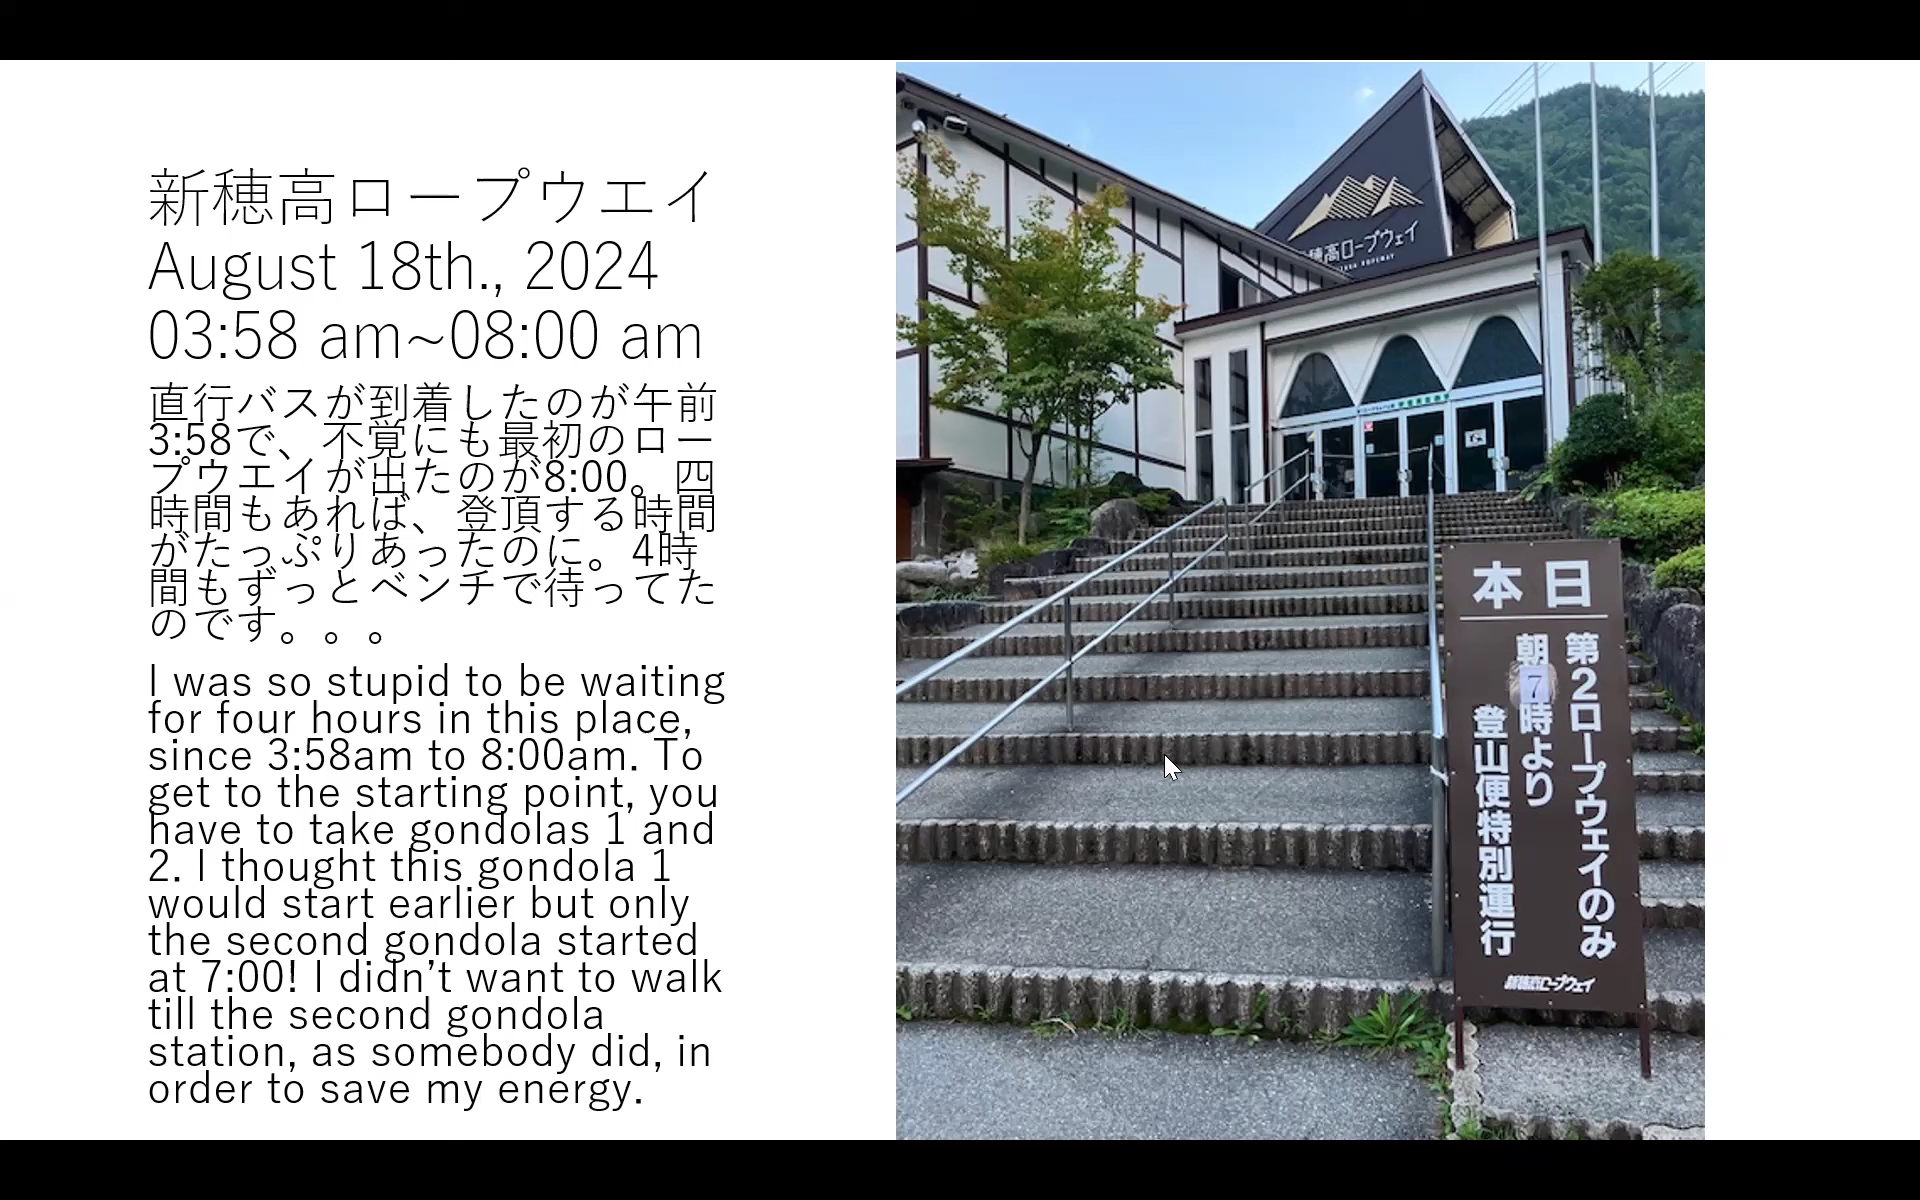 新穂高ロープウエイ
August 18th., 2024
03:58 am~08:00 am
直行バスが到着したのが午前
3:58で、不覚にも最初のロー
プウエイが出たのが8:00。四
時間もあれば、登頂する時間
がたっぷりあったのに。4時
間もずっとベンチで待ってた
のです。。。
I was so stupid to be waiting
for four hours in this place,
since 3:58am to 8:00am. To
get to the starting point, you
have to take gondolas 1 and
2. I thought this gondola 1
would start earlier but only
the second gondola started
at 7:00! I didn’t want to walk
till the second gondola
station, as somebody did, in
order to save my energy.
穂高ロープウェイ
ROPEWAY
本日
第2ロープウェイのみ
朝7時より
登山便特別運行
新穂高ロープウェイ